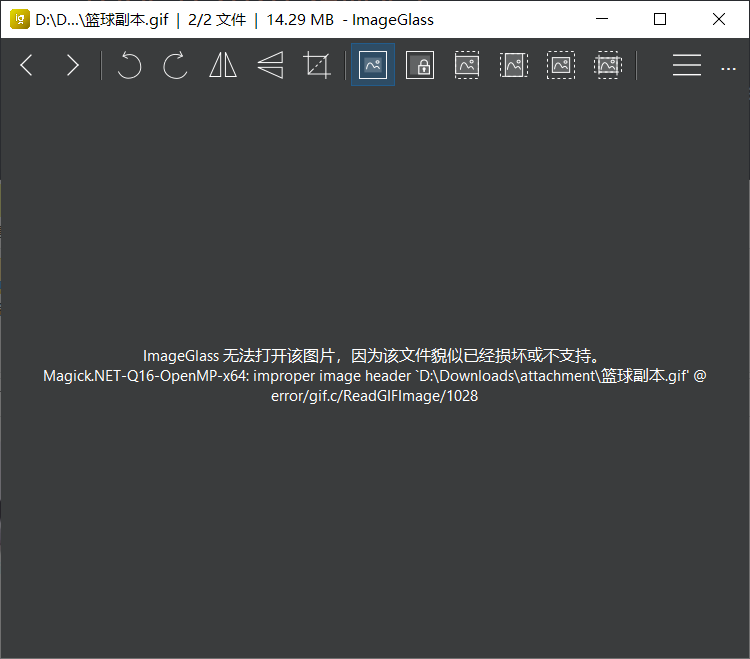 D:\D...\篮球副本.gif | 2/2 文件 | 14.29 MB - ImageGlass
ImageGlass 无法打开该图片，因为该文件貌似已经损坏或不支持。
Magick.NET-Q16-OpenMP-x64: improper image header `D:\Downloads\attachment\篮球副本.gif' @
error/gif.c/ReadGIFImage/1028